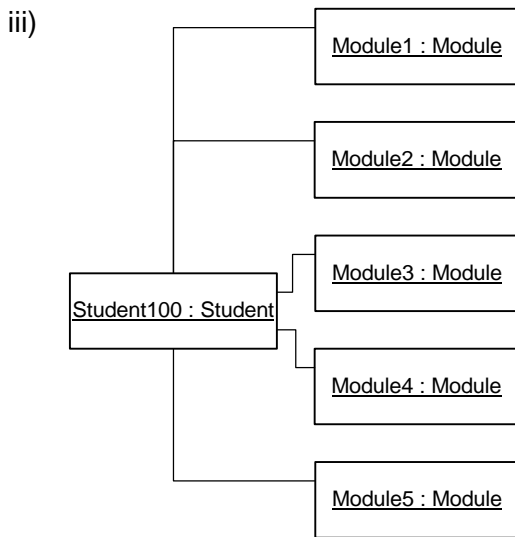 iii)
Module1 : Module
Module2 : Module
Module3 : Module
Student100 : Student
Module4 : Module
Module5 : Module